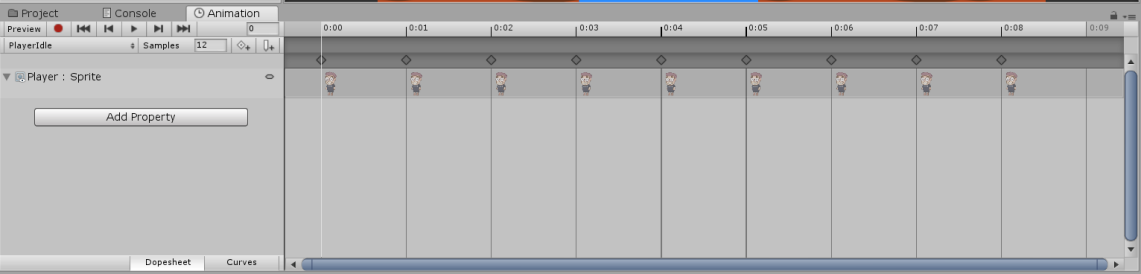 Project Console Animation
Preview 0 0:00 0:01 0:02 0:03 0:04 0:05 0:06 0:07 0:08 0:09
PlayerIdle Samples 12
Player : Sprite
Add Property
Dopesheet Curves